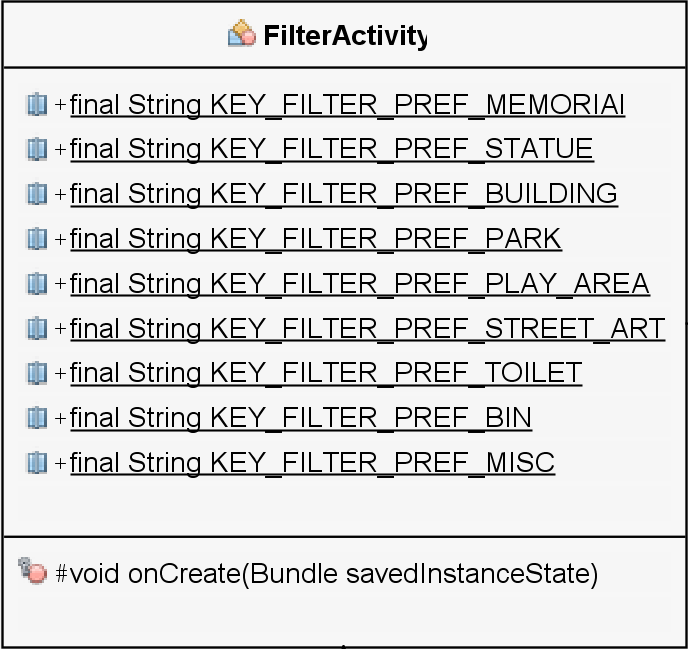 FilterActivity
+final String KEY_FILTER_PREF_MEMORIAl
+final String KEY_FILTER_PREF_STATUE
+final String KEY_FILTER_PREF_BUILDING
+final String KEY_FILTER_PREF_PARK
+final String KEY_FILTER_PREF_PLAY_AREA
+final String KEY_FILTER_PREF_STREET_ART
+final String KEY_FILTER_PREF_TOILET
+final String KEY_FILTER_PREF_BIN
+final String KEY_FILTER_PREF_MISC
#void onCreate(Bundle savedInstanceState)